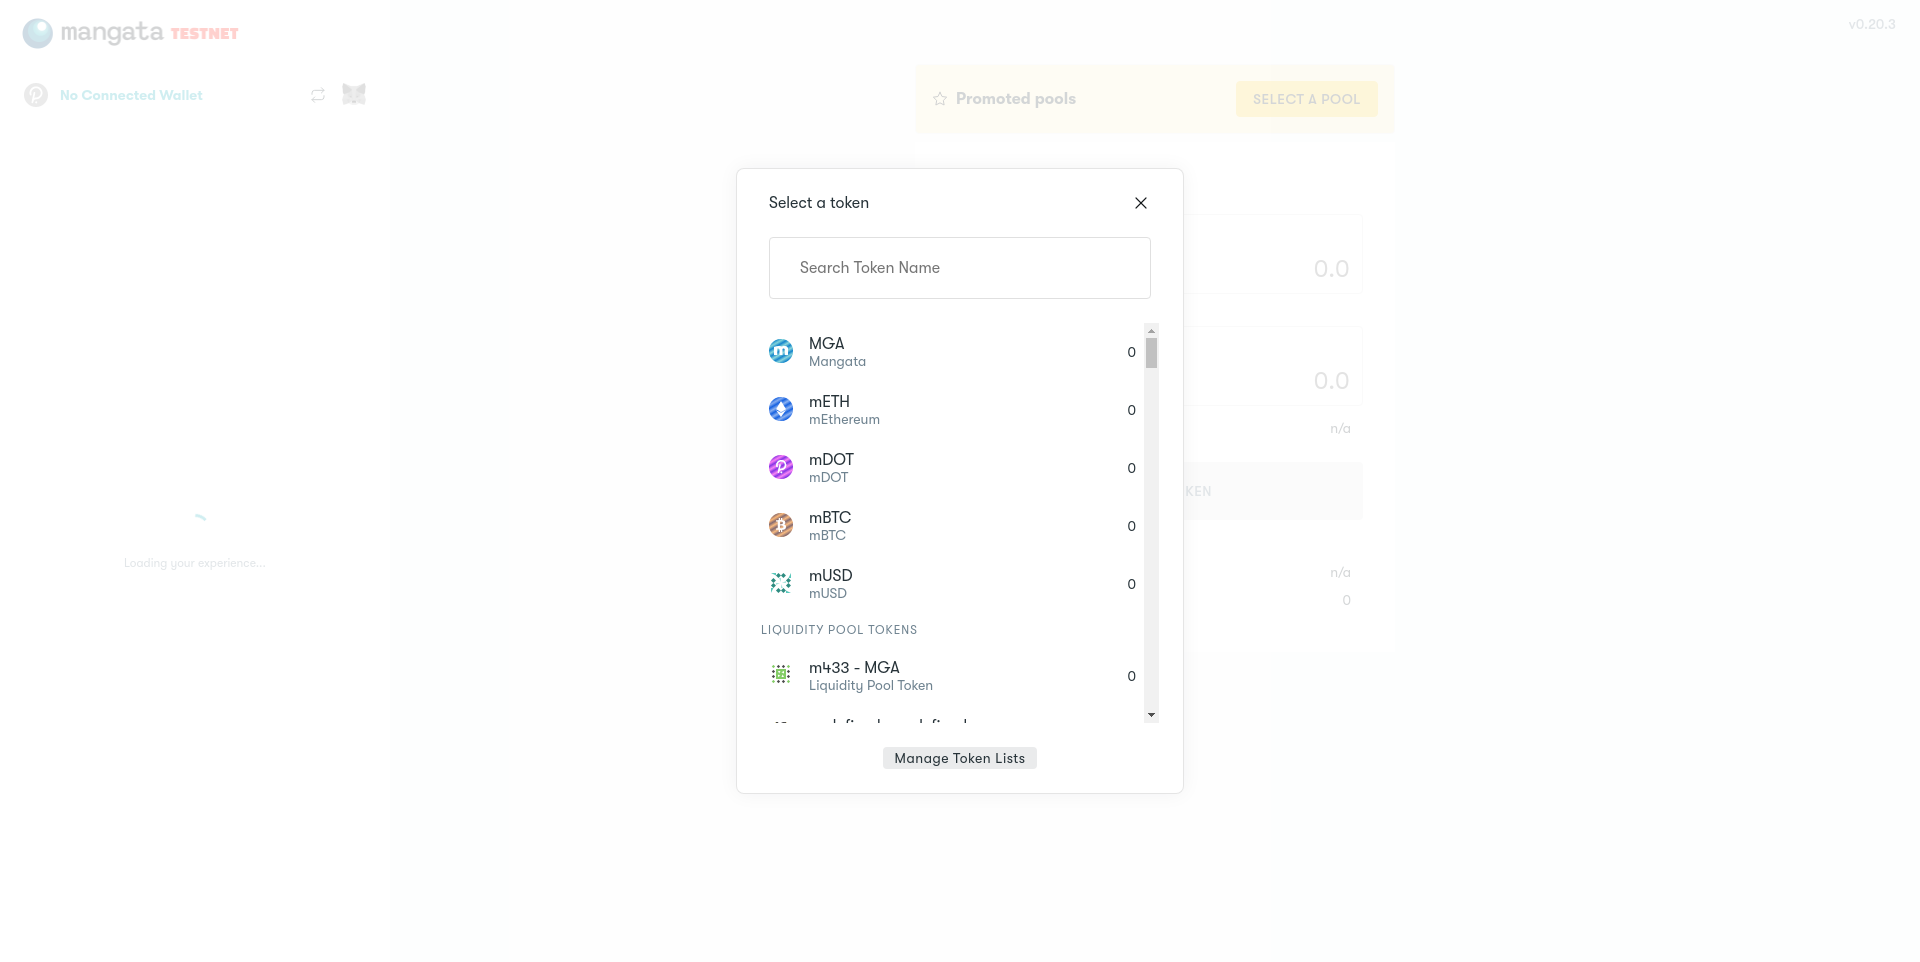 mangata TESTNET
v0.20.3
No Connected Wallet
Promoted pools
SELECT A POOL
Select a token
Search Token Name
0.0
MGA
Mangata
0
mETH
mEthereum
0
0.0
n/a
mDOT
mDOT
0
KEN
mBTC
mBTC
0
Loading your experience...
mUSD
mUSD
0
n/a
0
LIQUIDITY POOL TOKENS
m433 - MGA
Liquidity Pool Token
0
Manage Token Lists